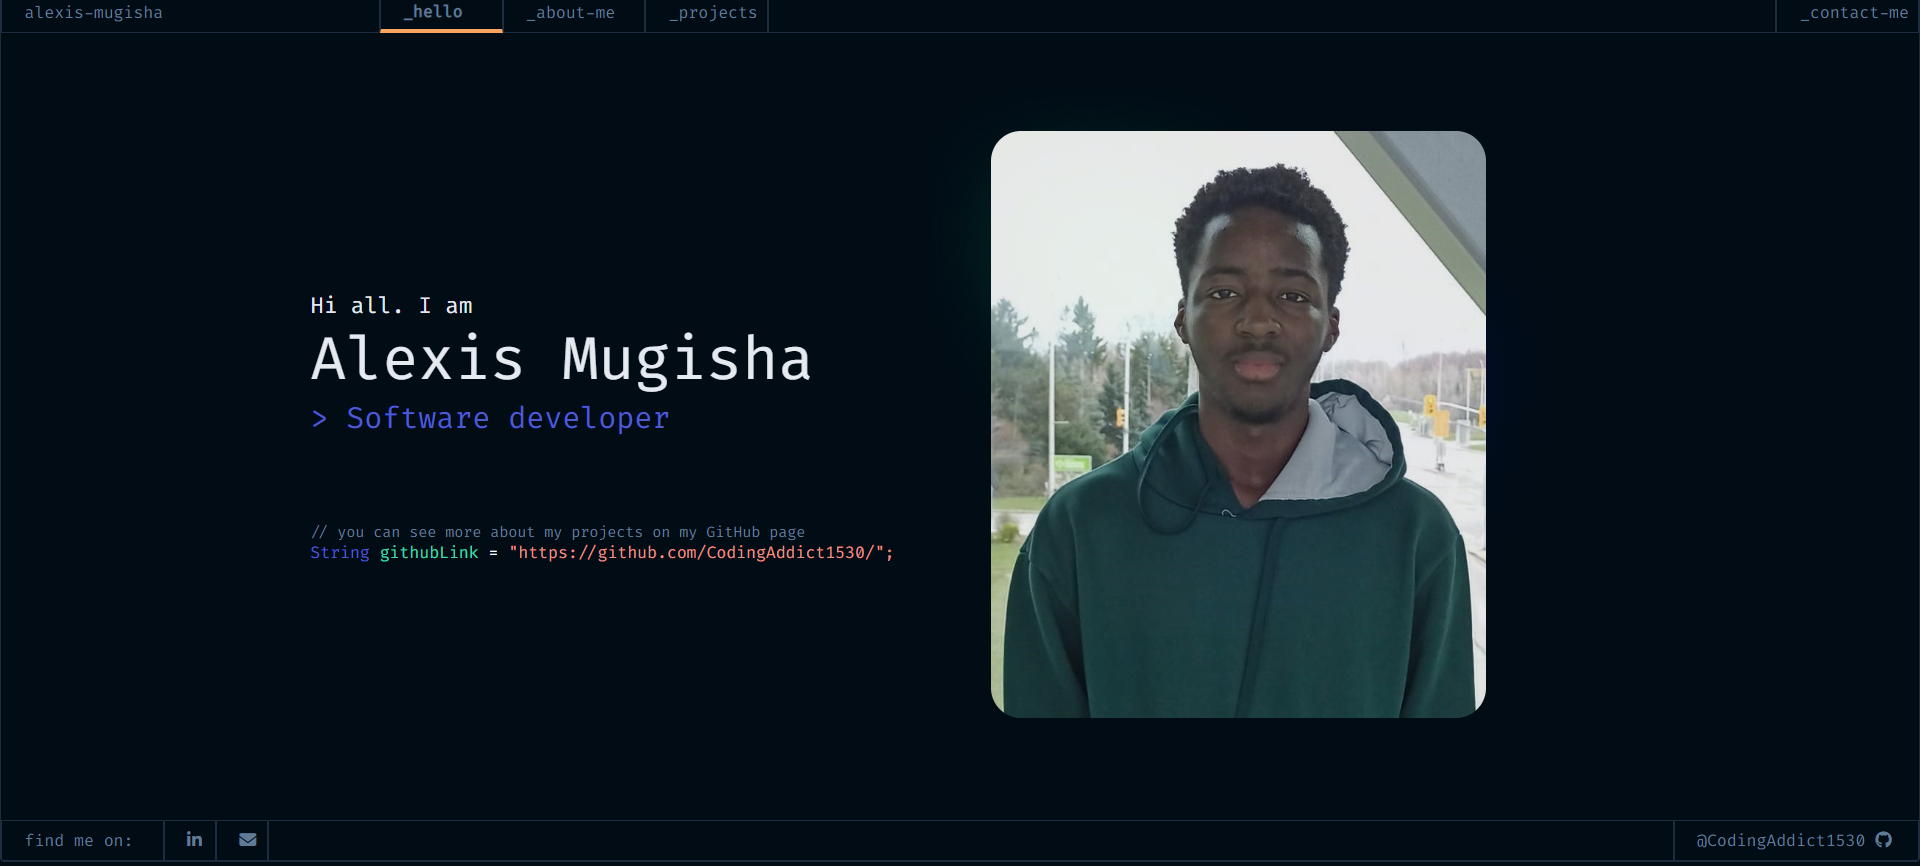 alexis-mugisha
_hello
_about-me
_projects
_contact-me
Hi all. I am
Alexis Mugisha
> Software developer
// you can see more about my projects on my GitHub page
String githubLink = "https://github.com/CodingAddict1530/";
find me on:
in
@CodingAddict1530